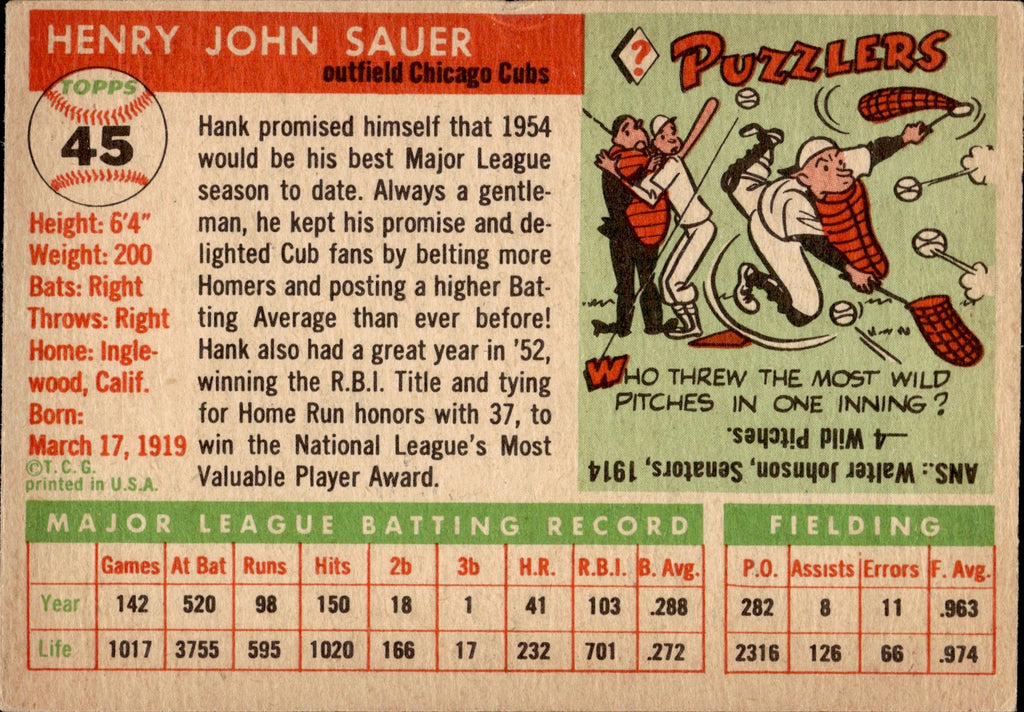 HENRY JOHN SAUER
outfield Chicago Cubs
TOPPS
45
Height: 6'4"
Weight: 200
Bats: Right
Throws: Right
Home: Ingle-
wood, Calif.
Born:
March 17, 1919
©T. C. G.
printed in U.S.A.
Hank promised himself that 1954
would be his best Major League
season to date. Always a gentle-
man, he kept his promise and de-
lighted Cub fans by belting more
Homers and posting a higher Bat-
ting Average than ever before!
Hank also had a great year in '52,
winning the R.B.I. Title and tying
for Home Run honors with 37, to
win the National League's Most
Valuable Player Award.
? PUZZLERS
WHO THREW THE MOST WILD
PITCHES IN ONE INNING?
ANS.: Walter Johnson, Senators, 1914
—4 Wild Pitches.
MAJOR LEAGUE BATTING RECORD
Games At Bat Runs Hits 2b 3b H.R. R.B.I. B. Avg.
Year 142 520 98 150 18 1 41 103 .288
Life 1017 3755 595 1020 166 17 232 701 .272
FIELDING
P.O. Assists Errors F. Avg.
282 8 11 .963
2316 126 66 .974